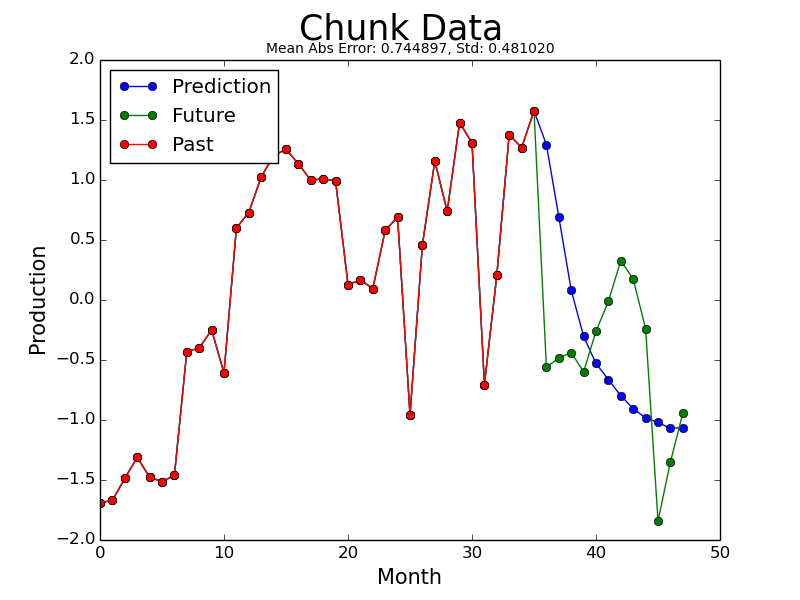 Chunk Data
Mean Abs Error: 0.744897, Std: 0.481020
2.0
1.5
1.0
0.5
0.0
−0.5
−1.0
−1.5
−2.0
Production
Prediction
Future
Past
0 10 20 30 40 50
Month